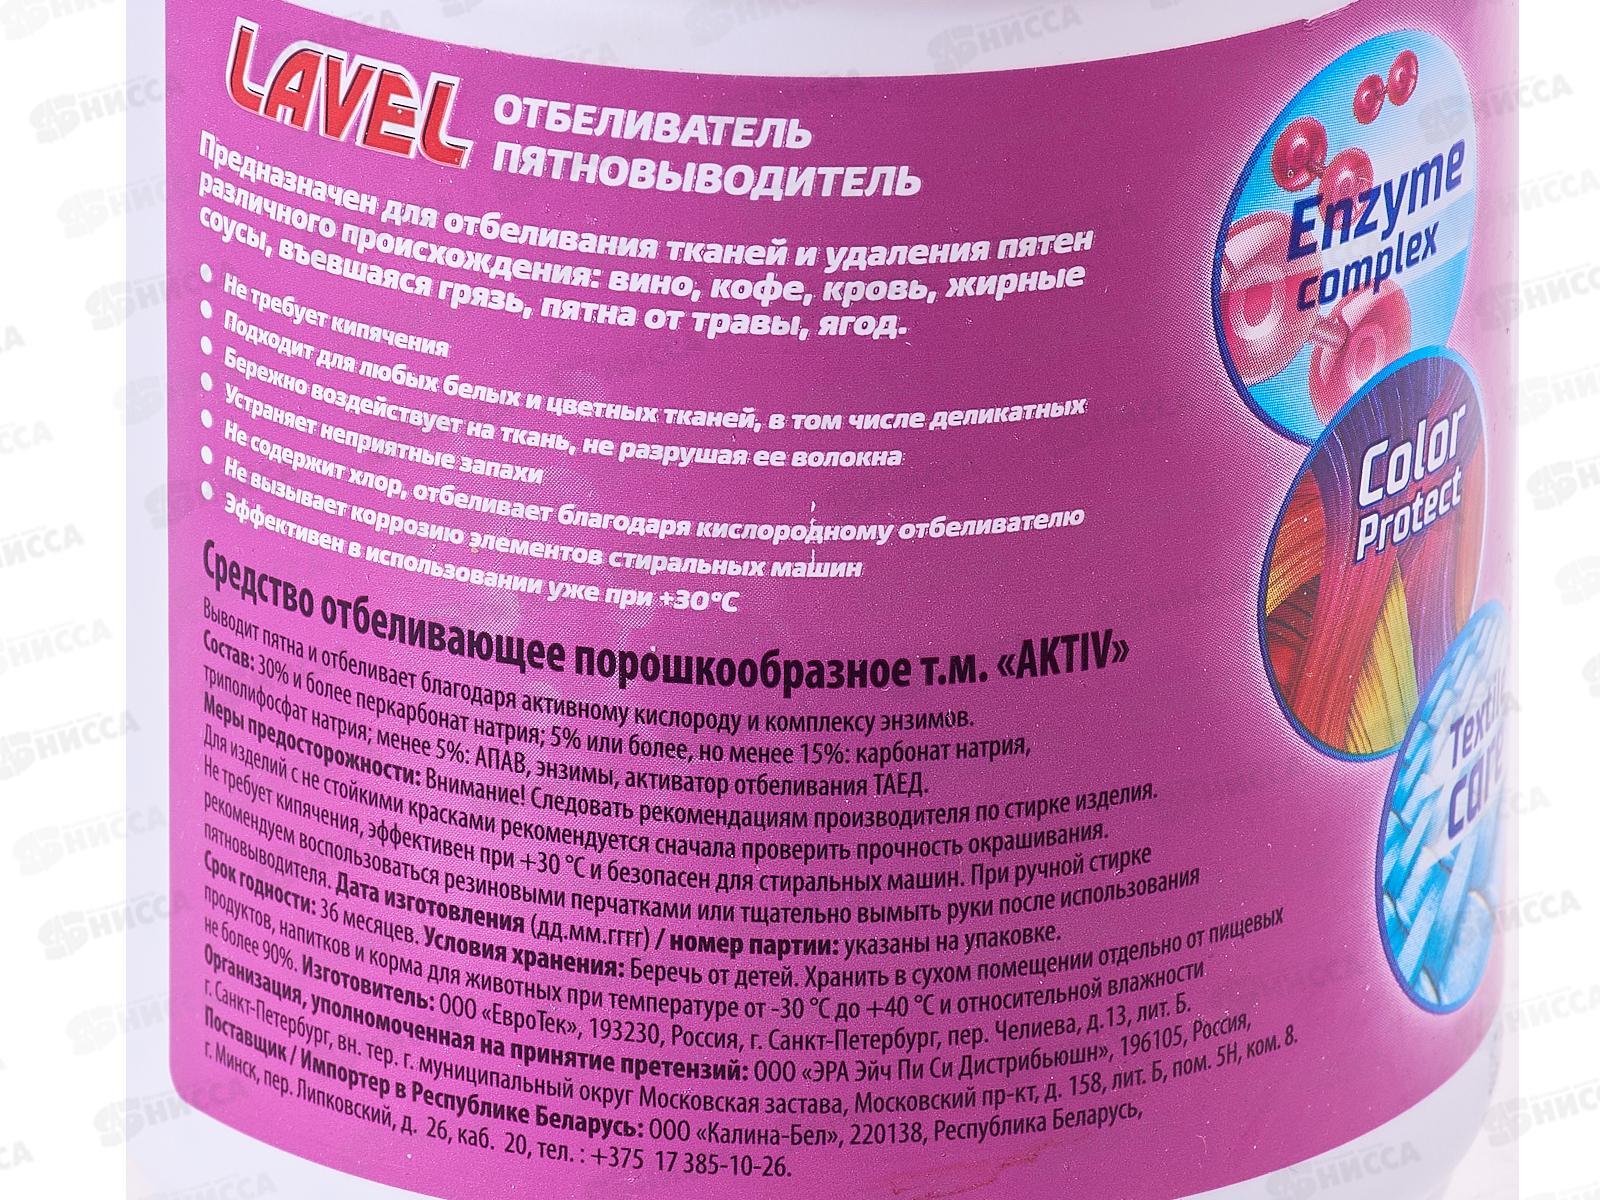 LAVEL
ОТБЕЛИВАТЕЛЬ
ПЯТНОВЫВОДИТЕЛЬ
Предназначен для отбеливания тканей и удаления пятен
различного происхождения: вино, кофе, кровь, жирные
соусы, въевшаяся грязь, пятна от травы, ягод.
● Не требует кипячения
● Подходит для любых белых и цветных тканей, в том числе деликатных
● Бережно воздействует на ткань, не разрушая ее волокна
● Устраняет неприятные запахи
● Не содержит хлор, отбеливает благодаря кислородному отбеливателю
● Не вызывает коррозию элементов стиральных машин
● Эффективен в использовании уже при +30°С
Средство отбеливающее порошкообразное т.м. «AKTIV»
Выводит пятна и отбеливает благодаря активному кислороду и комплексу энзимов.
Состав: 30% и более перкарбонат натрия; 5% или более, но менее 15%: карбонат натрия,
триполифосфат натрия; менее 5%: АПАВ, энзимы, активатор отбеливания ТАЕД.
Меры предосторожности: Внимание! Следовать рекомендациям производителя по стирке изделия.
Для изделий с не стойкими красками рекомендуется сначала проверить прочность окрашивания.
Не требует кипячения, эффективен при +30 °С и безопасен для стиральных машин. При ручной стирке
рекомендуем воспользоваться резиновыми перчатками или тщательно вымыть руки после использования
пятновыводителя. Дата изготовления (дд.мм.гггг) / номер партии: указаны на упаковке.
Срок годности: 36 месяцев. Условия хранения: Беречь от детей. Хранить в сухом помещении отдельно от пищевых
продуктов, напитков и корма для животных при температуре от -30 °С до +40 °С и относительной влажности
не более 90%. Изготовитель: ООО «ЕвроТек», 193230, Россия, г. Санкт-Петербург, пер. Челиева, д.13, лит. Б.
Организация, уполномоченная на принятие претензий: ООО «ЭРА Эйч Пи Си Дистрибьюшн», 196105, Россия,
г. Санкт-Петербург, вн. тер. г. муниципальный округ Московская застава, Московский пр-кт, д. 158, лит. Б, пом. 5Н, ком. 8.
Поставщик / Импортер в Республике Беларусь: ООО «Калина-Бел», 220138, Республика Беларусь,
г. Минск, пер. Липковский, д. 26, каб. 20, тел. : +375 17 385-10-26.
Enzyme
complex
Color
Protect
Textile
care
НИССА